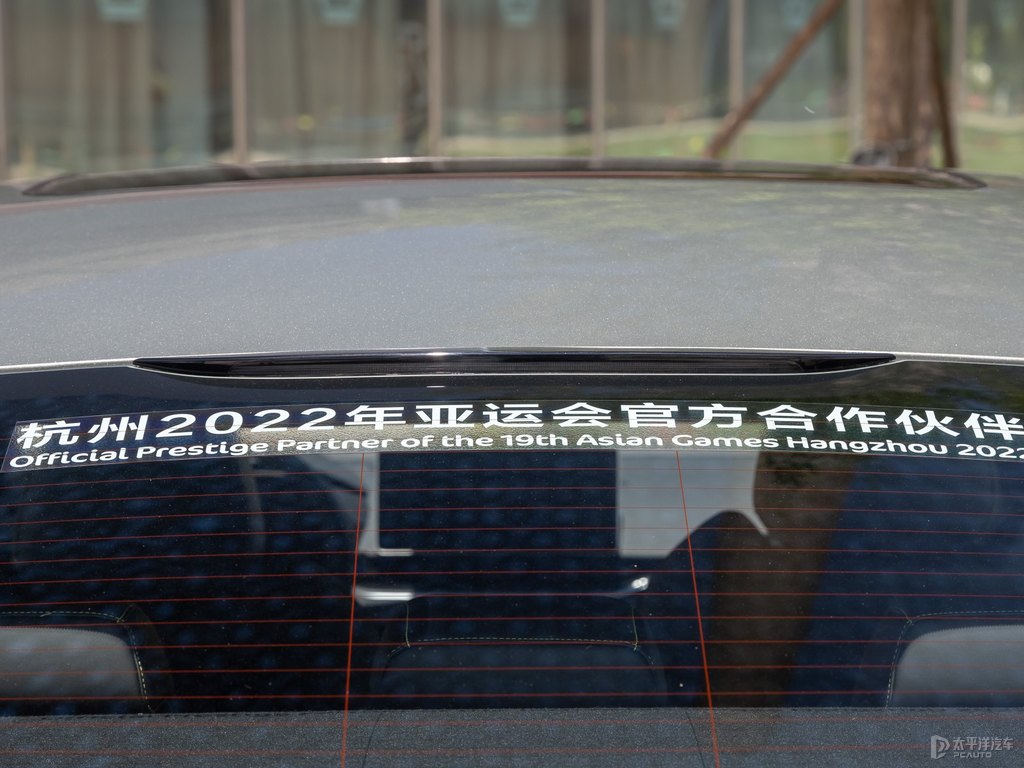 杭州2022年亚运会官方合作伙伴
Official Prestige Partner of the 19th Asian Games Hangzhou 2022
太平洋汽车
PCAUTO